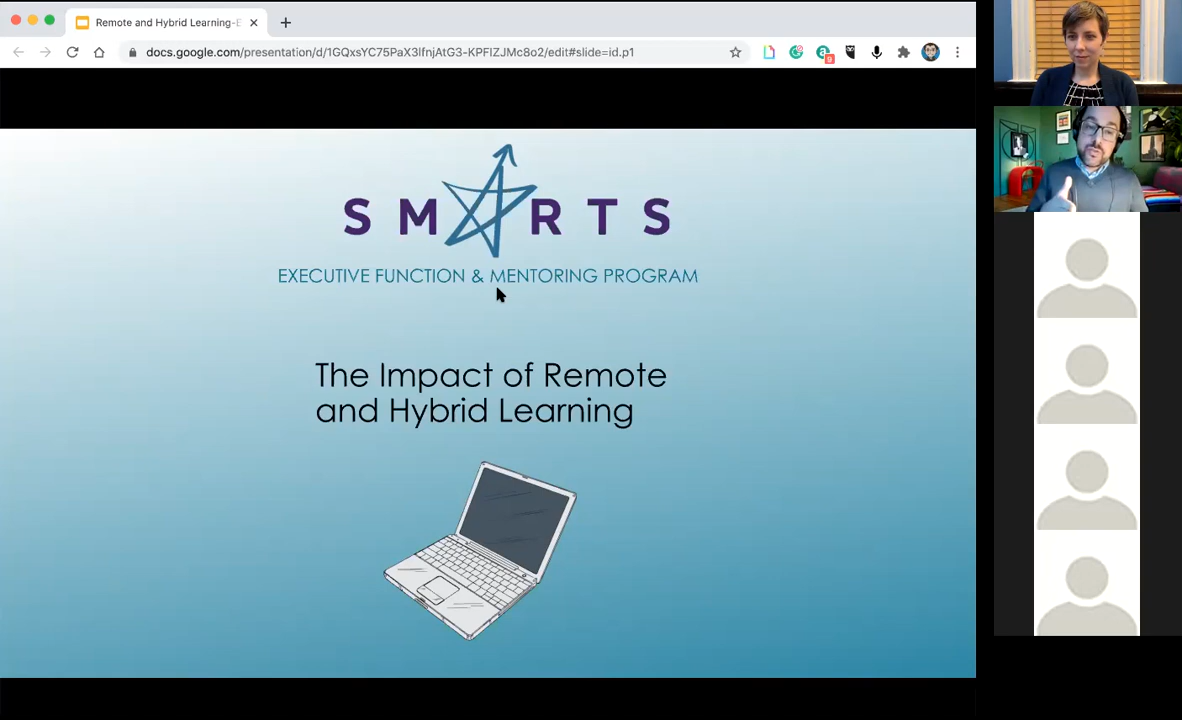 Remote and Hybrid Learning-E
docs.google.com/presentation/d/1GQxsYC75PaX3lfnjAtG3-KPFIZJMc8o2/edit#slide=id.p1
9
SMARTS
EXECUTIVE FUNCTION & MENTORING PROGRAM
The Impact of Remote
and Hybrid Learning